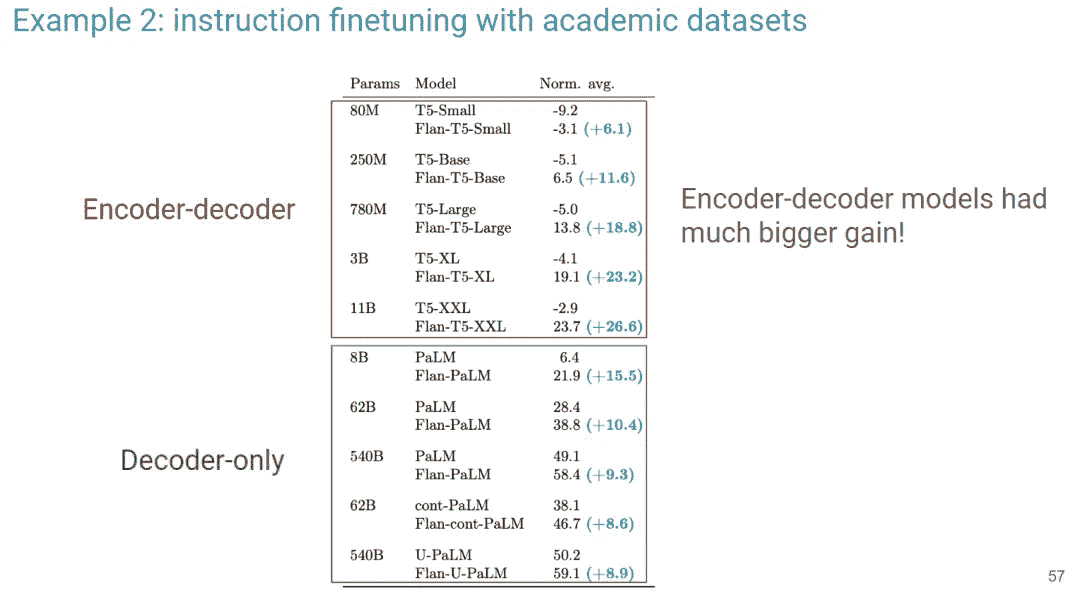 Example 2: instruction finetuning with academic datasets
Params Model Norm. avg.
80M T5-Small -9.2
Flan-T5-Small -3.1 (+6.1)
250M T5-Base -5.1
Flan-T5-Base 6.5 (+11.6)
780M T5-Large -5.0
Flan-T5-Large 13.8 (+18.8)
3B T5-XL -4.1
Flan-T5-XL 19.1 (+23.2)
11B T5-XXL -2.9
Flan-T5-XXL 23.7 (+26.6)
Encoder-decoder
Encoder-decoder models had
much bigger gain!
8B PaLM 6.4
Flan-PaLM 21.9 (+15.5)
62B PaLM 28.4
Flan-PaLM 38.8 (+10.4)
540B PaLM 49.1
Flan-PaLM 58.4 (+9.3)
62B cont-PaLM 38.1
Flan-cont-PaLM 46.7 (+8.6)
540B U-PaLM 50.2
Flan-U-PaLM 59.1 (+8.9)
Decoder-only
57